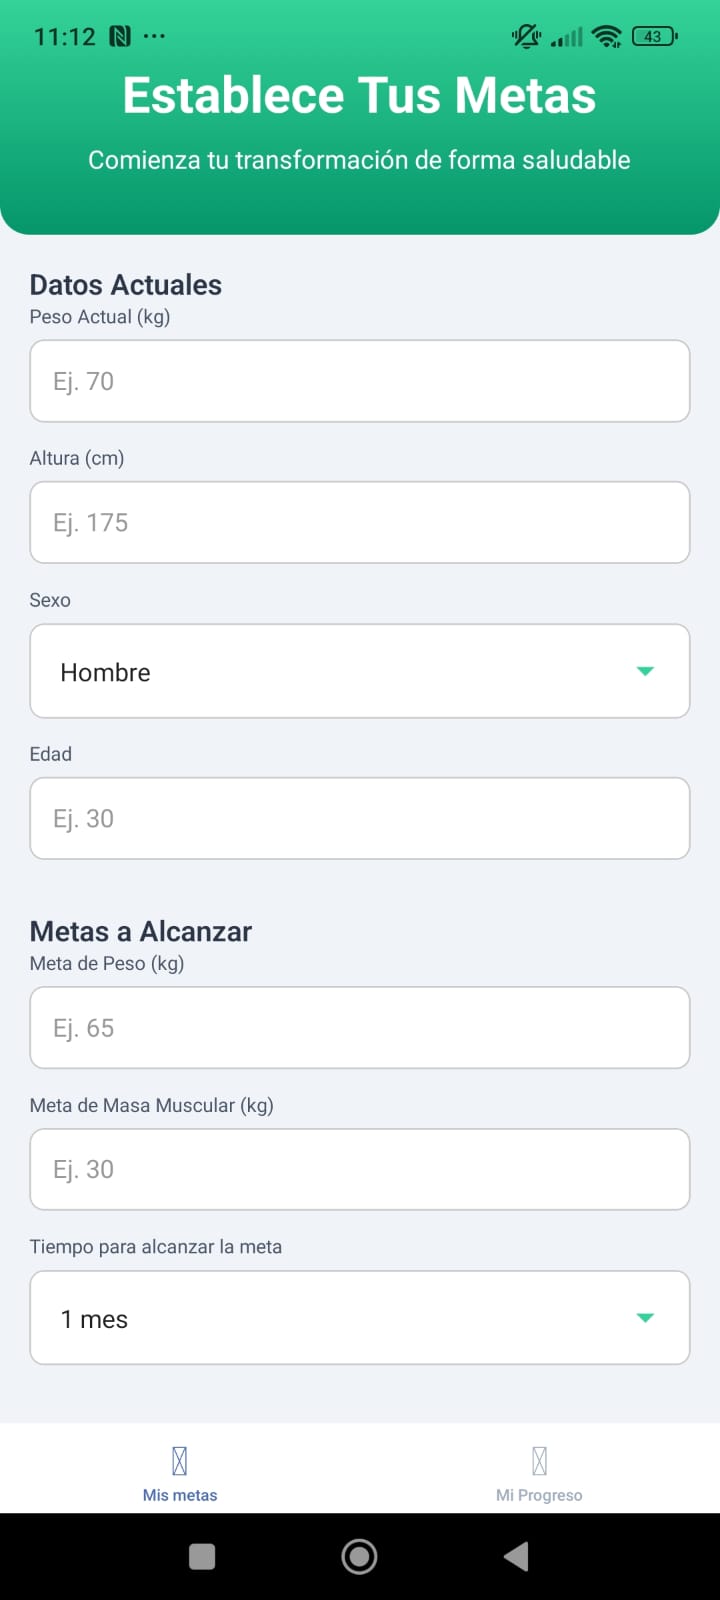 11:12
43
Establece Tus Metas
Comienza tu transformación de forma saludable
Datos Actuales
Peso Actual (kg)
Ej. 70
Altura (cm)
Ej. 175
Sexo
Hombre
Edad
Ej. 30
Metas a Alcanzar
Meta de Peso (kg)
Ej. 65
Meta de Masa Muscular (kg)
Ej. 30
Tiempo para alcanzar la meta
1 mes
Mis metas
Mi Progreso